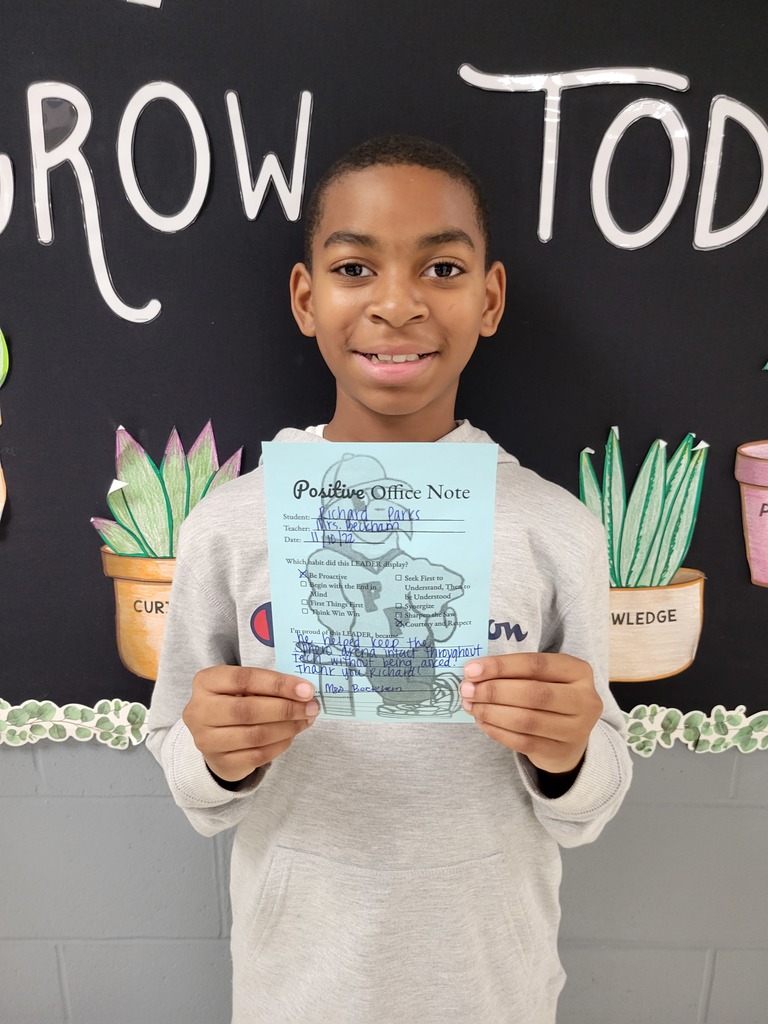 GROW TOD
Positive Office Note
Student: Richard Parks
Teacher: Mrs. Beckham
Date: 11/10/22
Which habit did this LEADER display?
Be Proactive
Begin with the End in
Mind
First Things First
Think Win Win
Seek First to
Understand, Then to
be Understood
Synergize
Sharpen the Saw
Courtesy and Respect
I'm proud of this LEADER, because
he helped keep the
arena intact throughout
tech without being asked!
Thank you Richard!
Mrs. Beckham
CURI
WLEDGE
on